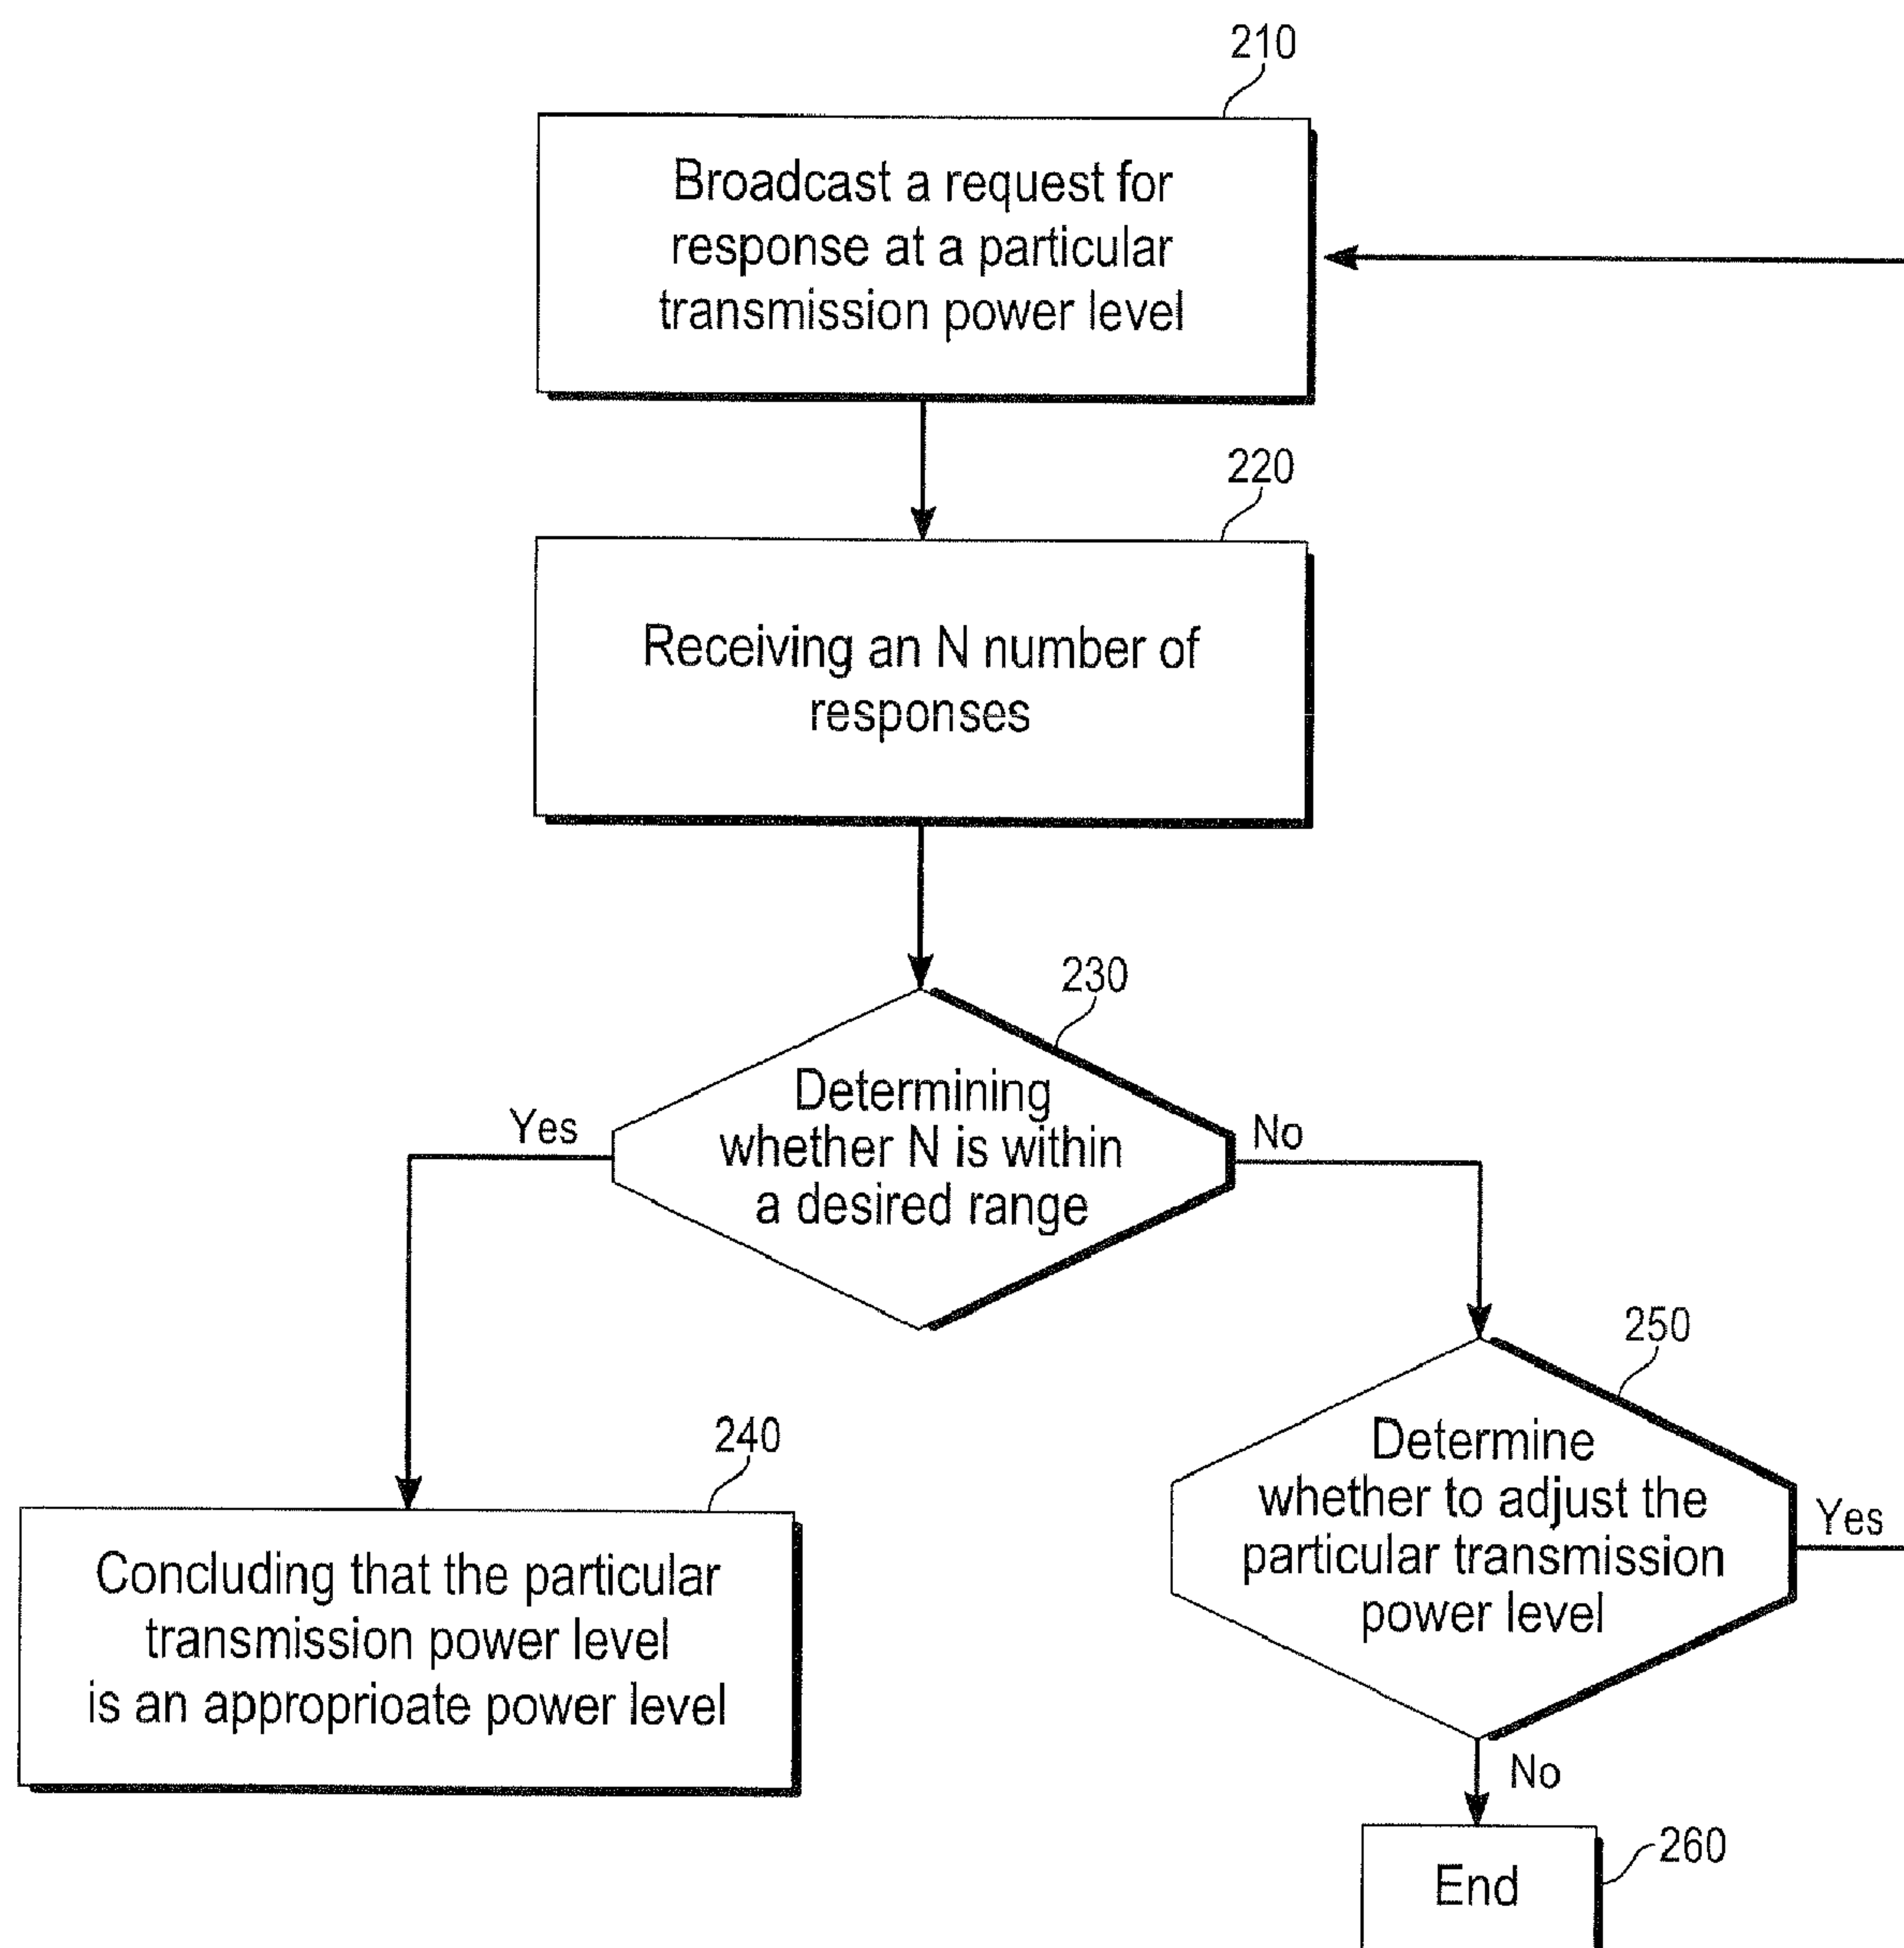 210
Broadcast a request for
response at a particular
transmission power level
220
Receiving an N number of
responses
230
Determining
whether N is within
a desired range
Yes
No
240
Concluding that the particular
transmission power level
is an approprioate power level
250
Determine
whether to adjust the
particular transmission
power level
Yes
No
260
End